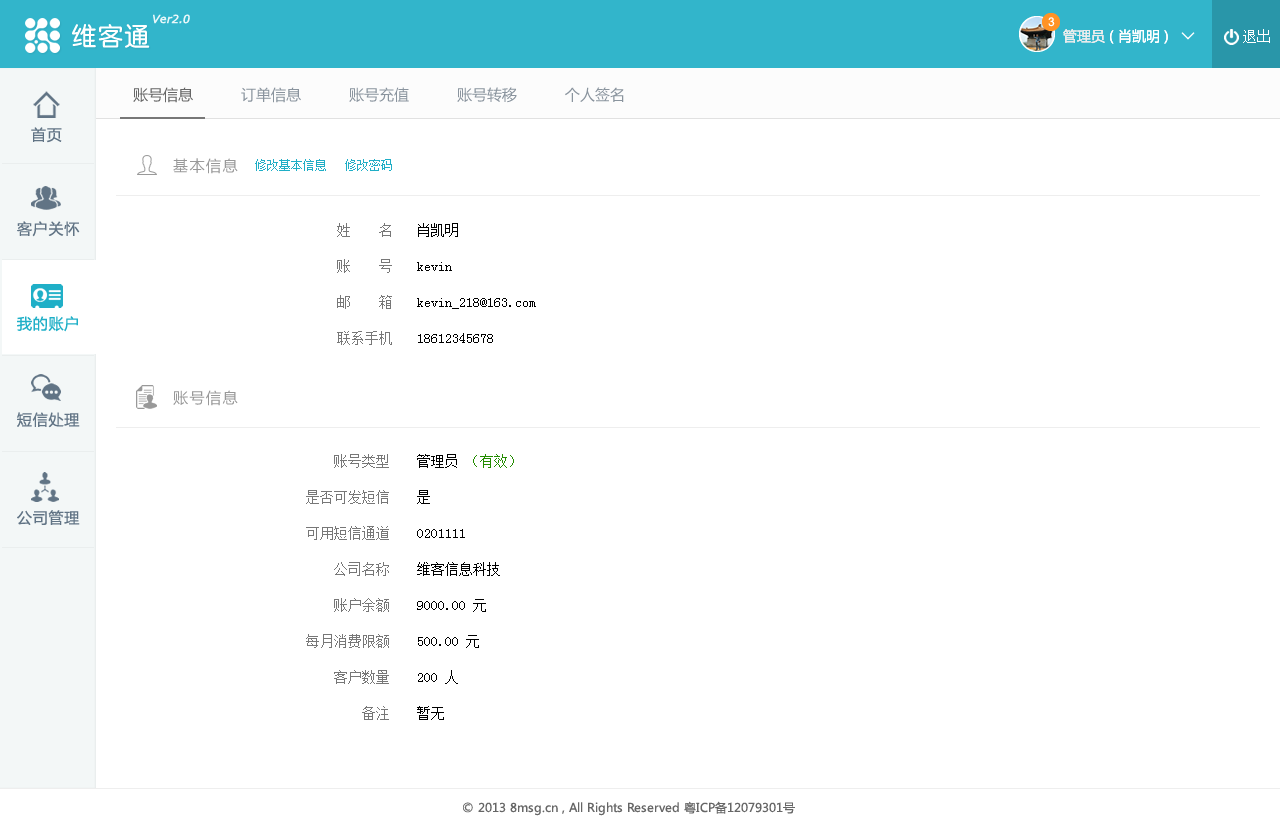 维客通 Ver2.0
3
管理员 ( 肖凯明 )
退出
首页
客户关怀
我的账户
短信处理
公司管理
账号信息 订单信息 账号充值 账号转移 个人签名
基本信息 修改基本信息 修改密码
姓 名 肖凯明
账 号 kevin
邮 箱 kevin_218@163.com
联系手机 18612345678
账号信息
账号类型 管理员 （有效）
是否可发短信 是
可用短信通道 0201111
公司名称 维客信息科技
账户余额 9000.00 元
每月消费限额 500.00 元
客户数量 200 人
备注 暂无
© 2013 8msg.cn , All Rights Reserved 粤ICP备12079301号